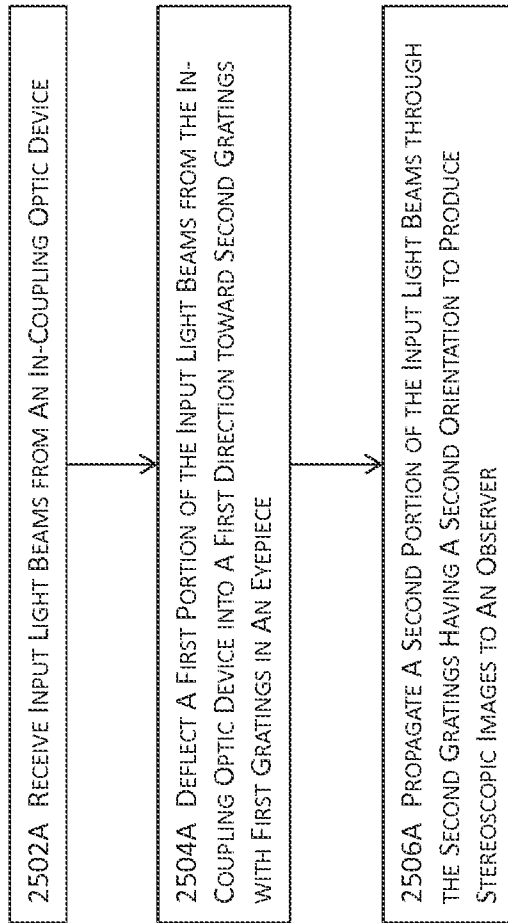 2502A RECEIVE INPUT LIGHT BEAMS FROM AN IN-COUPLING OPTIC DEVICE
2504A DEFLECT A FIRST PORTION OF THE INPUT LIGHT BEAMS FROM THE IN-
COUPLING OPTIC DEVICE INTO A FIRST DIRECTION TOWARD SECOND GRATINGS
WITH FIRST GRATINGS IN AN EYEPIECE
2506A PROPAGATE A SECOND PORTION OF THE INPUT LIGHT BEAMS THROUGH
THE SECOND GRATINGS HAVING A SECOND ORIENTATION TO PRODUCE
STEREOSCOPIC IMAGES TO AN OBSERVER